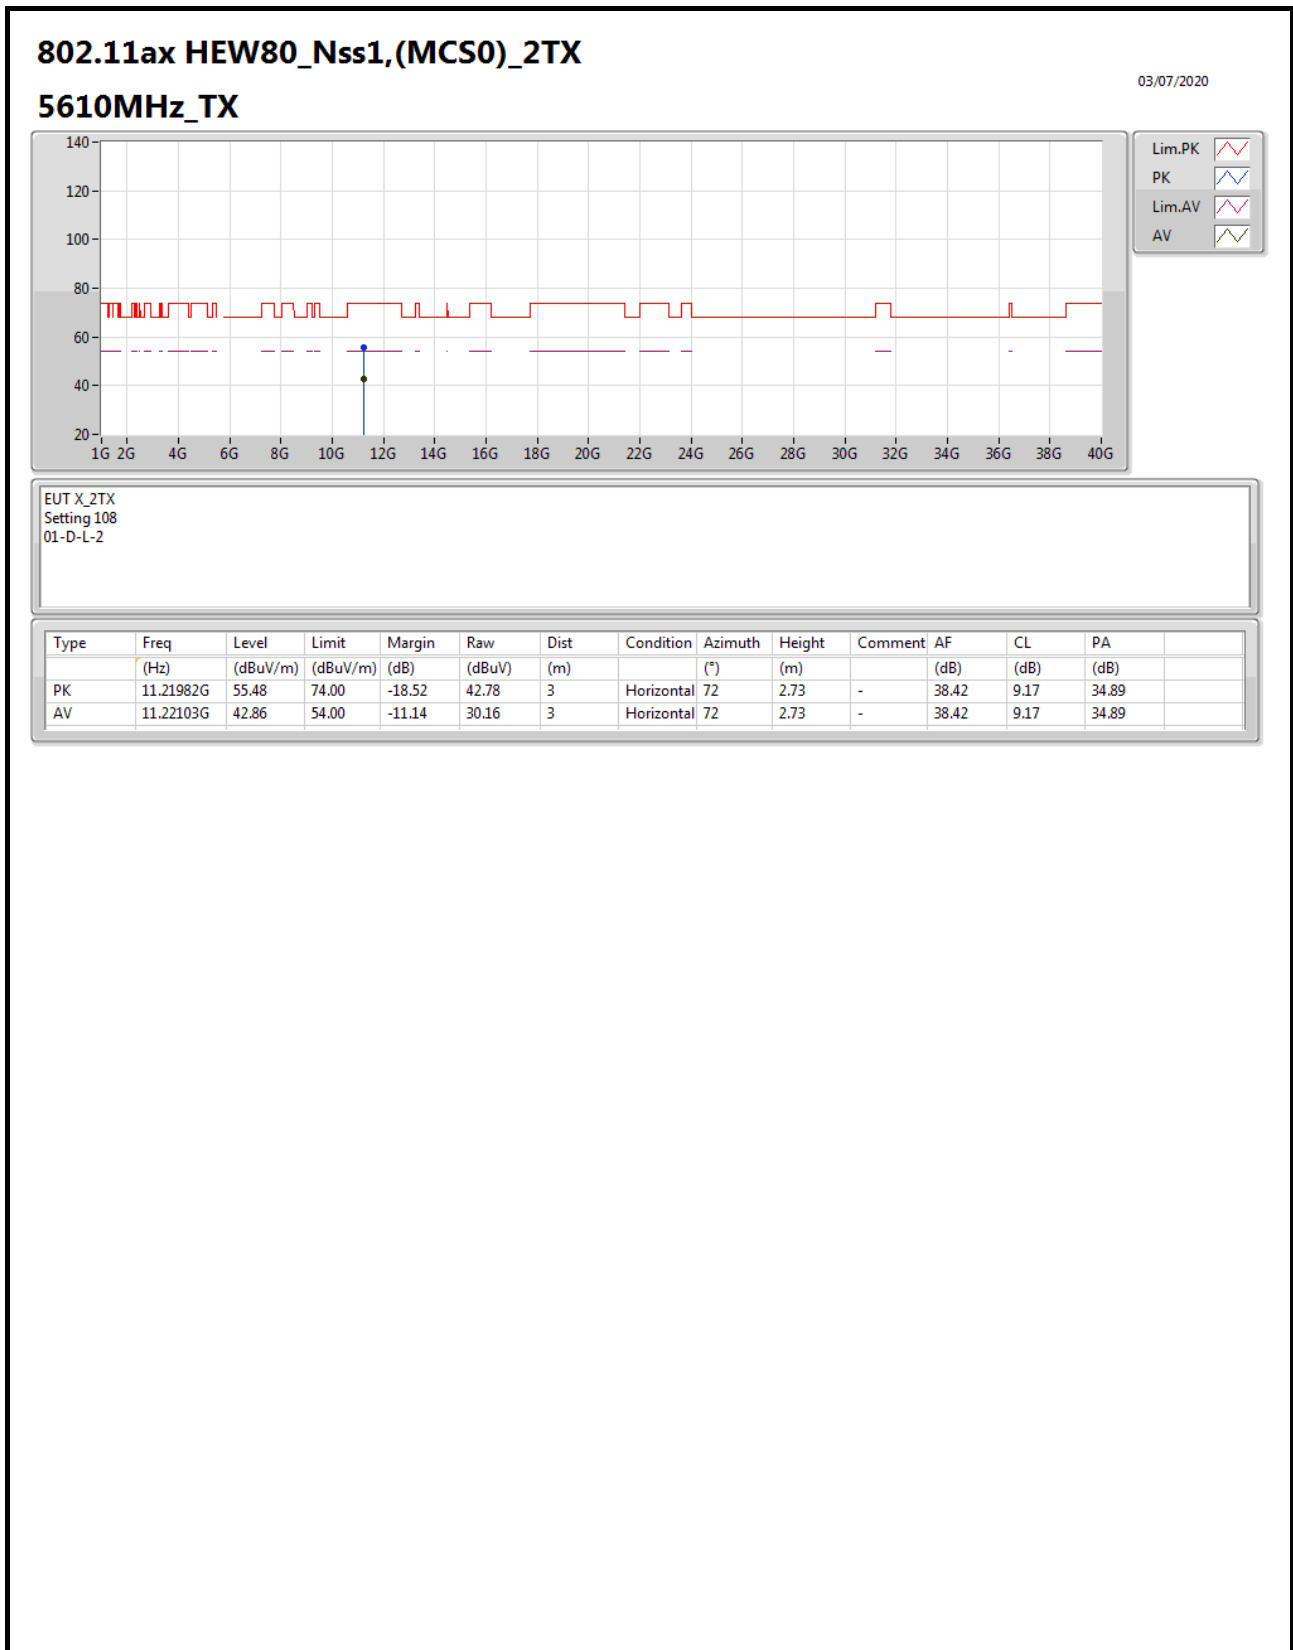 802.11ax HEW80_Nss1,(MCS0)_2TX
03/07/2020
5610MHz_TX
140
120
100
80
60
40
20
1G 2G 4G 6G 8G 10G 12G 14G 16G 18G 20G 22G 24G 26G 28G 30G 32G 34G 36G 38G 40G
Lim.PK
PK
Lim.AV
AV
EUT X_2TX
Setting 108
01-D-L-2
Type Freq Level Limit Margin Raw Dist Condition Azimuth Height Comment AF CL PA
(Hz) (dBuV/m) (dBuV/m) (dB) (dBuV) (m) (°) (m) (dB) (dB) (dB)
PK 11.21982G 55.48 74.00 -18.52 42.78 3 Horizontal 72 2.73 - 38.42 9.17 34.89
AV 11.22103G 42.86 54.00 -11.14 30.16 3 Horizontal 72 2.73 - 38.42 9.17 34.89